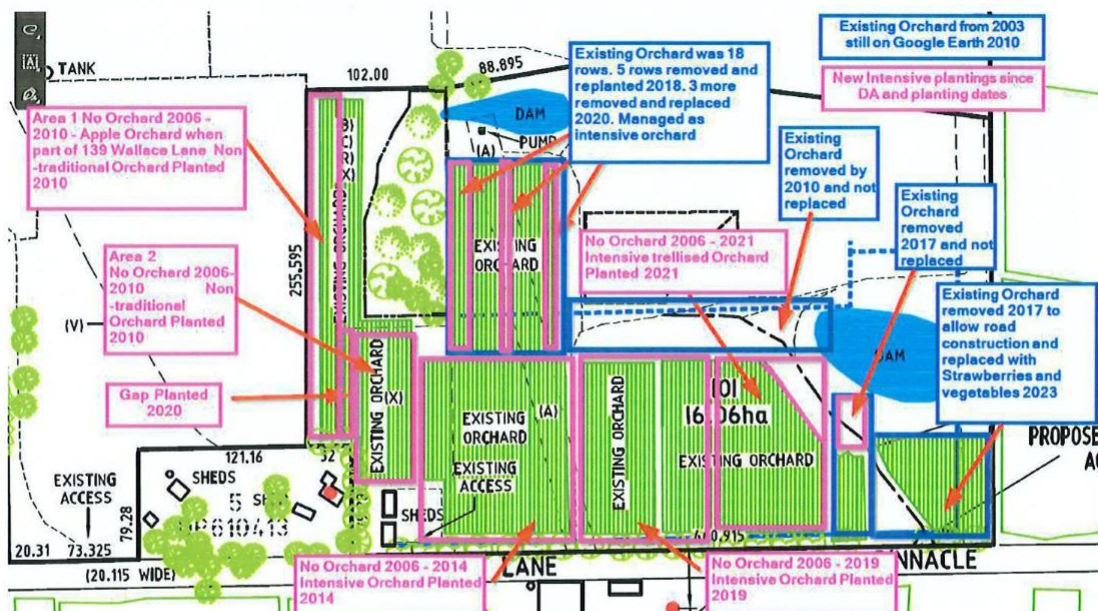 TANK
102.00
88.895
Existing Orchard was 18
rows. 5 rows removed and
replanted 2018. 3 more
removed and replaced
2020. Managed as
intensive orchard
Existing Orchard from 2003
still on Google Earth 2010
New Intensive plantings since
DA and planting dates
Area 1 No Orchard 2006 -
2010 - Apple Orchard when
part of 139 Wallace Lane Non
-traditional Orchard Planted
2010
DAM
PUMP
(A)
(X)
EXISTING ORCHARD
Existing
Orchard
removed by
2010 and not
replaced
Existing
Orchard
removed
2017 and not
replaced
Area 2
No Orchard 2006-
2010 Non
-traditional
Orchard Planted
2010
255.595
(V)
EXISTING
ORCHARD
No Orchard 2006 - 2021
Intensive trellised Orchard
Planted 2021
Existing Orchard
removed 2017 to
allow road
construction and
replaced with
Strawberries and
vegetables 2023
DAM
Gap Planted
2020
EXISTING ORCHARD
(X)
EXISTING
ORCHARD
(A)
EXISTING
ACCESS
EXISTING ORCHARD
101
16.06ha
EXISTING ORCHARD
PROPOSE
121.16
SHEDS
EXISTING
ACCESS
79.28
5
SHEDS
20.31
73.325
(20.115 WIDE)
No Orchard 2006 - 2014
Intensive Orchard Planted
2014
LANE
No Orchard 2006 - 2019
Intensive Orchard Planted
2019